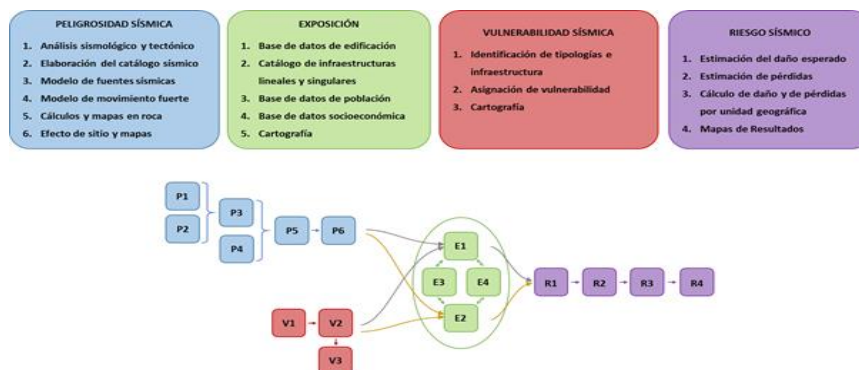 PELIGROSIDAD SÍSMICA
1. Análisis sismológico y tectónico
2. Elaboración del catálogo sísmico
3. Modelo de fuentes sísmicas
4. Modelo de movimiento fuerte
5. Cálculos y mapas en roca
6. Efecto de sitio y mapas
EXPOSICIÓN
1. Base de datos de edificación
2. Catálogo de infraestructuras
lineales y singulares
3. Base de datos de población
4. Base de datos socioeconómica
5. Cartografía
VULNERABILIDAD SÍSMICA
1. Identificación de tipologías e
infraestructura
2. Asignación de vulnerabilidad
3. Cartografía
RIESGO SÍSMICO
1. Estimación del daño esperado
2. Estimación de pérdidas
3. Cálculo de daño y de pérdidas
por unidad geográfica
4. Mapas de Resultados
P1
P2
P3
P4
P5
P6
V1
V2
V3
E1
E3
E4
E2
R1
R2
R3
R4